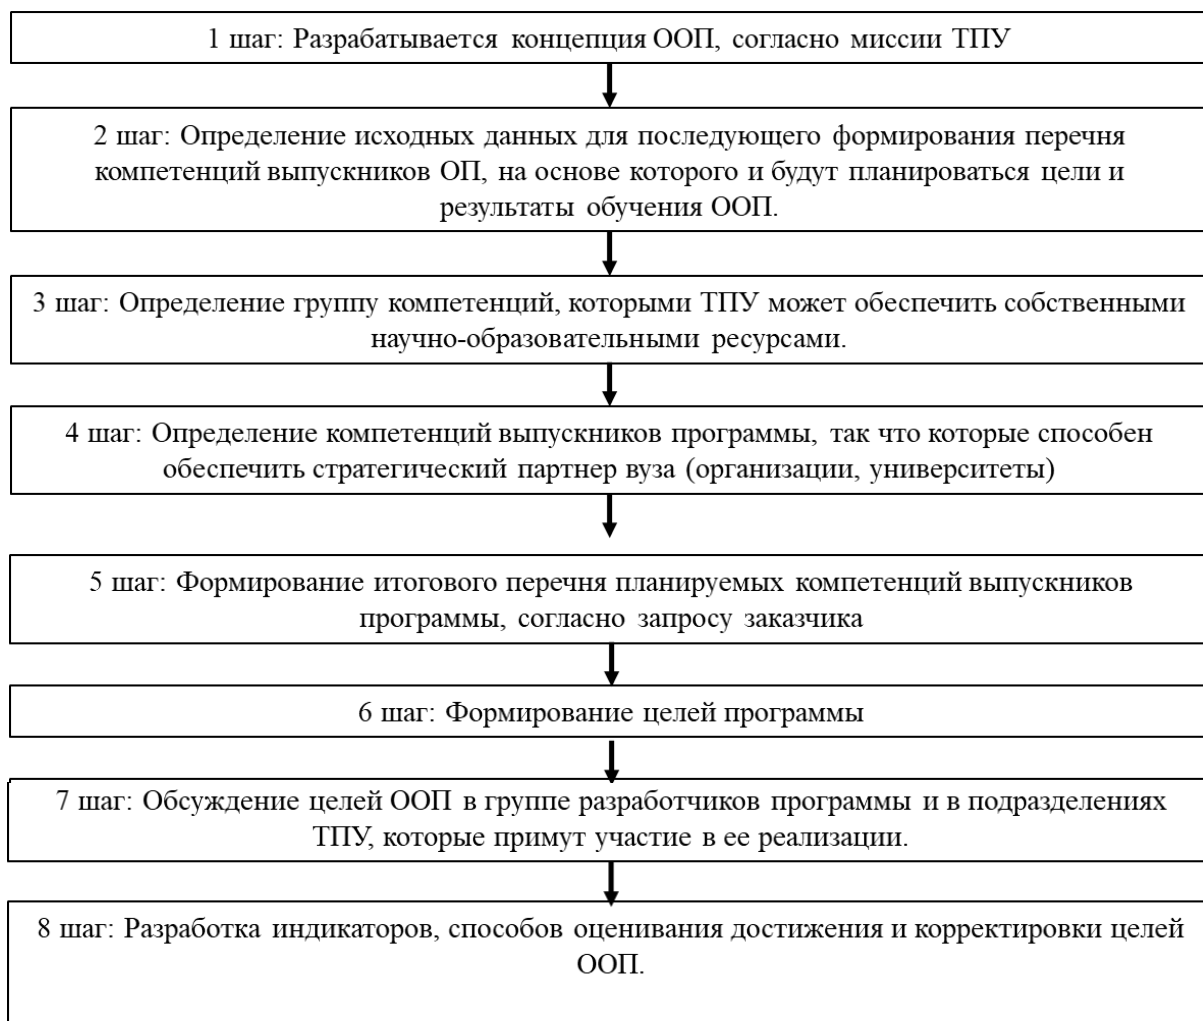 1 шаг: Разрабатывается концепция ООП, согласно миссии ТПУ
2 шаг: Определение исходных данных для последующего формирования перечня
компетенций выпускников ОП, на основе которого и будут планироваться цели и
результаты обучения ООП.
3 шаг: Определение группу компетенций, которыми ТПУ может обеспечить собственными
научно-образовательными ресурсами.
4 шаг: Определение компетенций выпускников программы, так что которые способен
обеспечить стратегический партнер вуза (организации, университеты)
5 шаг: Формирование итогового перечня планируемых компетенций выпускников
программы, согласно запросу заказчика
6 шаг: Формирование целей программы
7 шаг: Обсуждение целей ООП в группе разработчиков программы и в подразделениях
ТПУ, которые примут участие в ее реализации.
8 шаг: Разработка индикаторов, способов оценивания достижения и корректировки целей
ООП.